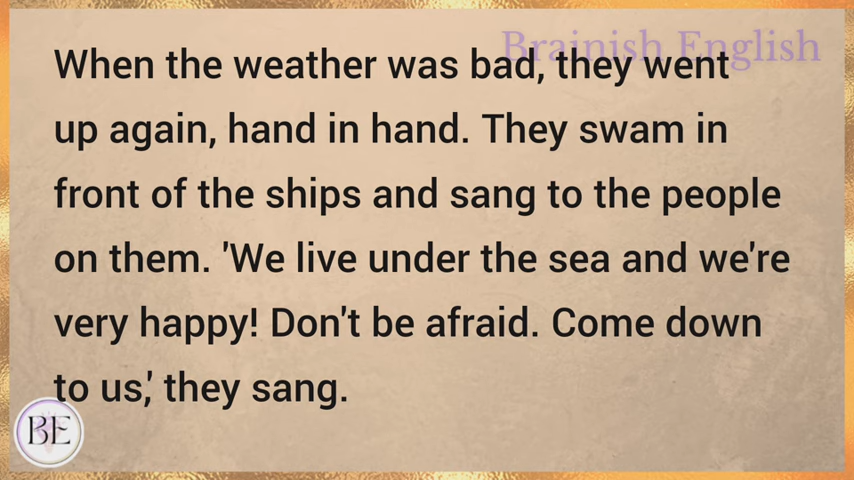 Brainish English
When the weather was bad, they went
up again, hand in hand. They swam in
front of the ships and sang to the people
on them. 'We live under the sea and we're
very happy! Don't be afraid. Come down
to us,' they sang.
BE